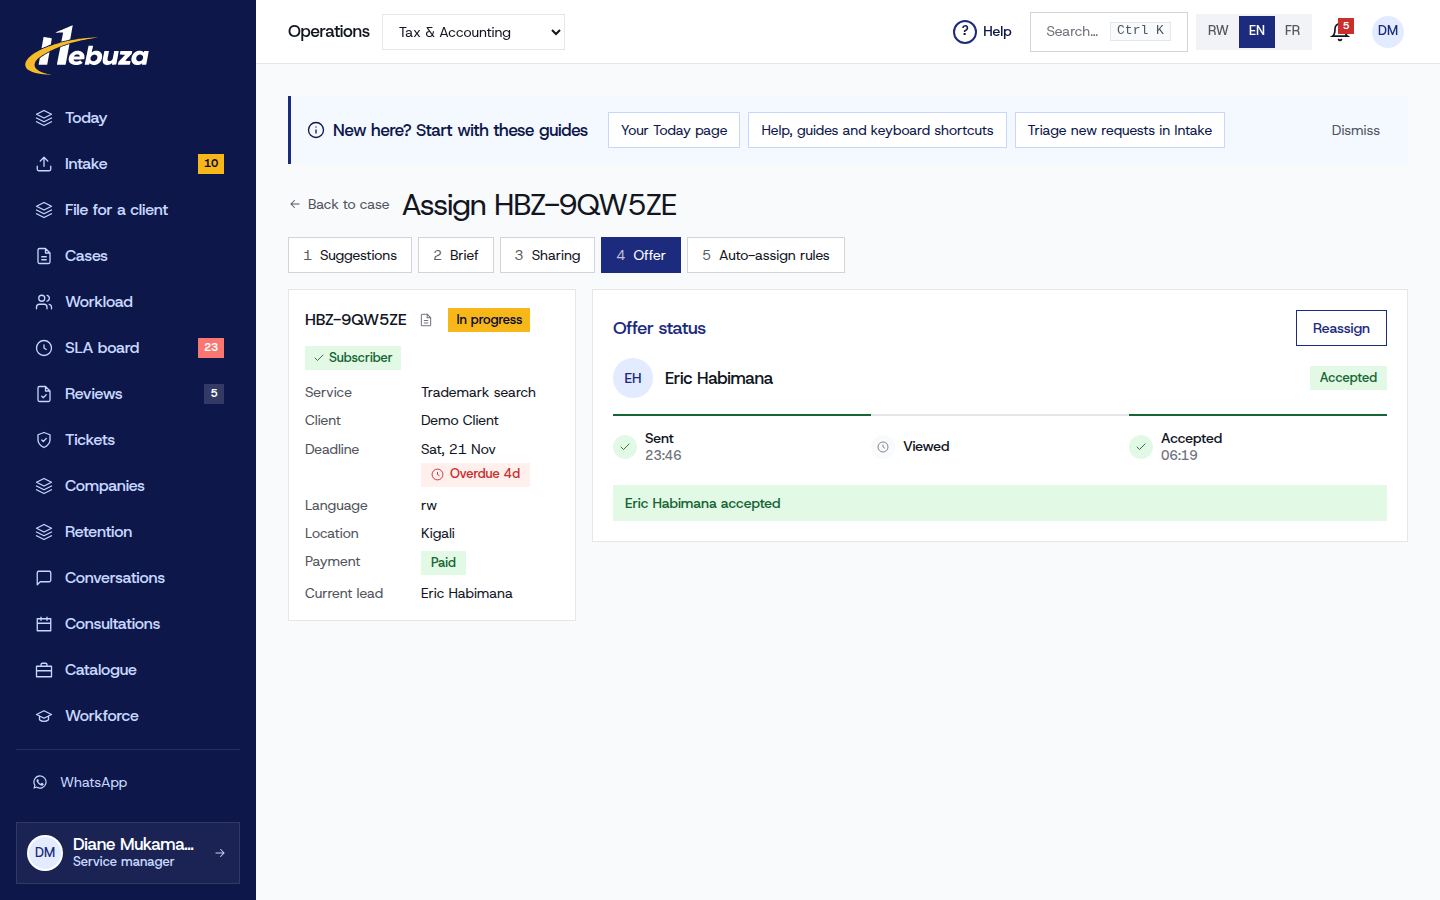 Hebuza
Today
Intake 10
File for a client
Cases
Workload
SLA board 23
Reviews 5
Tickets
Companies
Retention
Conversations
Consultations
Catalogue
Workforce
WhatsApp
DM Diane Mukama...
Service manager
Operations Tax & Accounting ? Help Search... Ctrl K RW EN FR 5 DM
New here? Start with these guides Your Today page Help, guides and keyboard shortcuts Triage new requests in Intake Dismiss
Back to case Assign HBZ-9QW5ZE
1 Suggestions 2 Brief 3 Sharing 4 Offer 5 Auto-assign rules
HBZ-9QW5ZE In progress
Subscriber
Service Trademark search
Client Demo Client
Deadline Sat, 21 Nov
Overdue 4d
Language rw
Location Kigali
Payment Paid
Current lead Eric Habimana
Offer status Reassign
EH Eric Habimana Accepted
Sent Viewed Accepted
23:46 06:19
Eric Habimana accepted